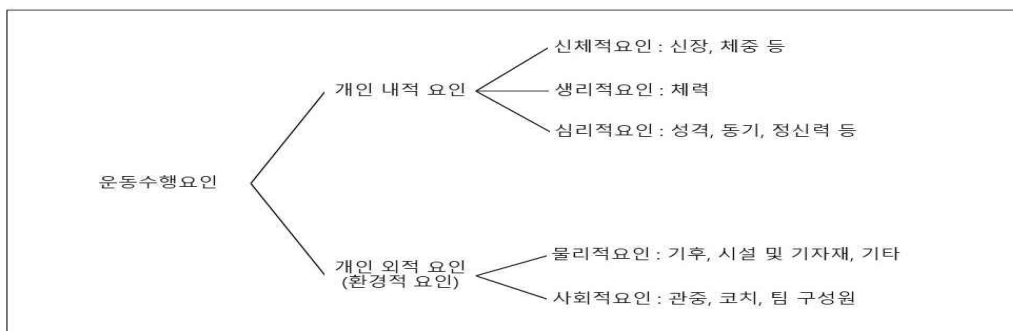 신체적요인 : 신장, 체중 등
개인 내적 요인
생리적요인 : 체력
심리적요인 : 성격, 동기, 정신력 등
운동수행요인
물리적요인 : 기후, 시설 및 기자재, 기타
개인 외적 요인
(환경적 요인)
사회적요인 : 관중, 코치, 팀 구성원